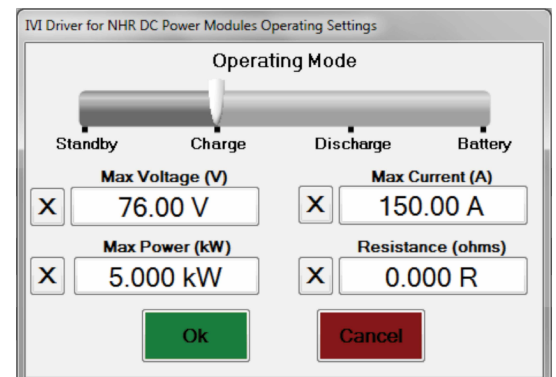 IVI Driver for NHR DC Power Modules Operating Settings
Operating Mode
Standby Charge Discharge Battery
Max Voltage (V) Max Current (A)
X 76.00 V X 150.00 A
Max Power (kW) Resistance (ohms)
X 5.000 kW X 0.000 R
Ok Cancel